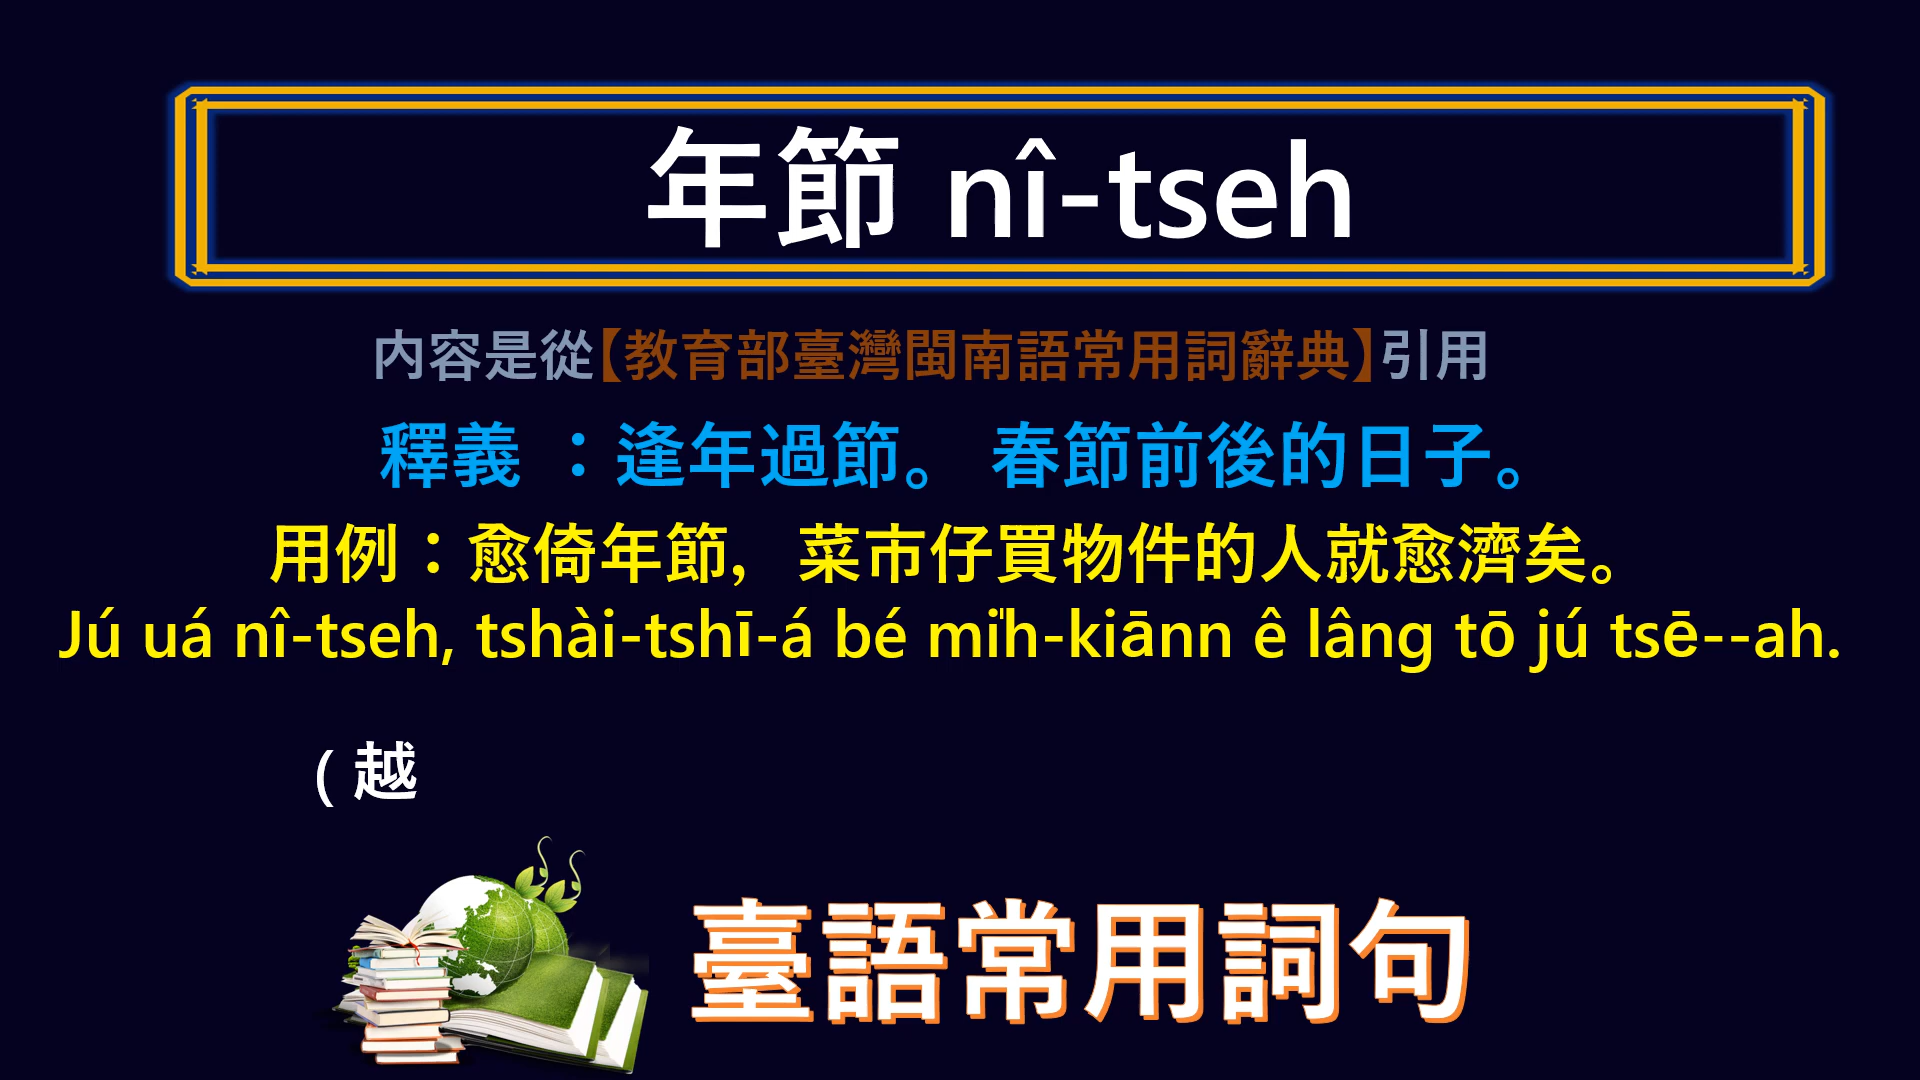 年節 nî-tseh
內容是從【教育部臺灣閩南語常用詞辭典】引用
釋義 ：逢年過節。 春節前後的日子。
用例：愈倚年節, 菜市仔買物件的人就愈濟矣。
Jú uá nî-tseh, tshài-tshī-á bé mi̍h-kiānn ê lâng tō jú tsē--ah.
( 越
臺語常用詞句